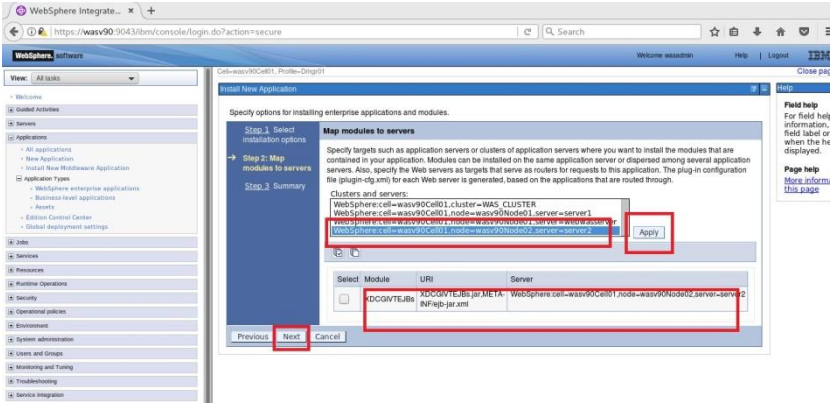 WebSphere Integrate...
https://wasv90:9043/ibm/console/login.do?action=secure
Search
WebSphere. software
Welcome wasadmin
Help
Logout
IBM
View: All tasks
Cell=wasv90Cell01, Profile=Dmgr01
Close pag
Welcome
Guided Activities
Servers
Applications
All applications
New Application
Install New Middleware Application
Application Types
WebSphere enterprise applications
Business-level applications
Assets
Edition Control Center
Global deployment settings
Jobs
Services
Resources
Runtime Operations
Security
Operational policies
Environment
System administration
Users and Groups
Monitoring and Tuning
Troubleshooting
Service integration
Install New Application
Specify options for installing enterprise applications and modules.
Step 1 Select
installation options
Step 2: Map
modules to servers
Step 3 Summary
Map modules to servers
Specify targets such as application servers or clusters of application servers where you want to install the modules that are
contained in your application. Modules can be installed on the same application server or dispersed among several application
servers. Also, specify the Web servers as targets that serve as routers for requests to this application. The plug-in configuration
file (plugin-cfg.xml) for each Web server is generated, based on the applications that are routed through.
Clusters and servers:
WebSphere:cell=wasv90Cell01,cluster=WAS_CLUSTER
WebSphere:cell=wasv90Cell01,node=wasv90Node01,server=server1
WebSphere:cell=wasv90Cell01,node=wasv90Node01,server=webwasserver
WebSphere:cell=wasv90Cell01,node=wasv90Node02,server=server2
Apply
Select Module URI Server
XDCGIVTEJBs XDCGIVTEJBs.jar,META- WebSphere:cell=wasv90Cell01,node=wasv90Node02,server=server2
INF/ejb-jar.xml
Previous Next Cancel
Help
Field help
For field help
information,
field label or
when the he
displayed.
Page help
More informa
this page